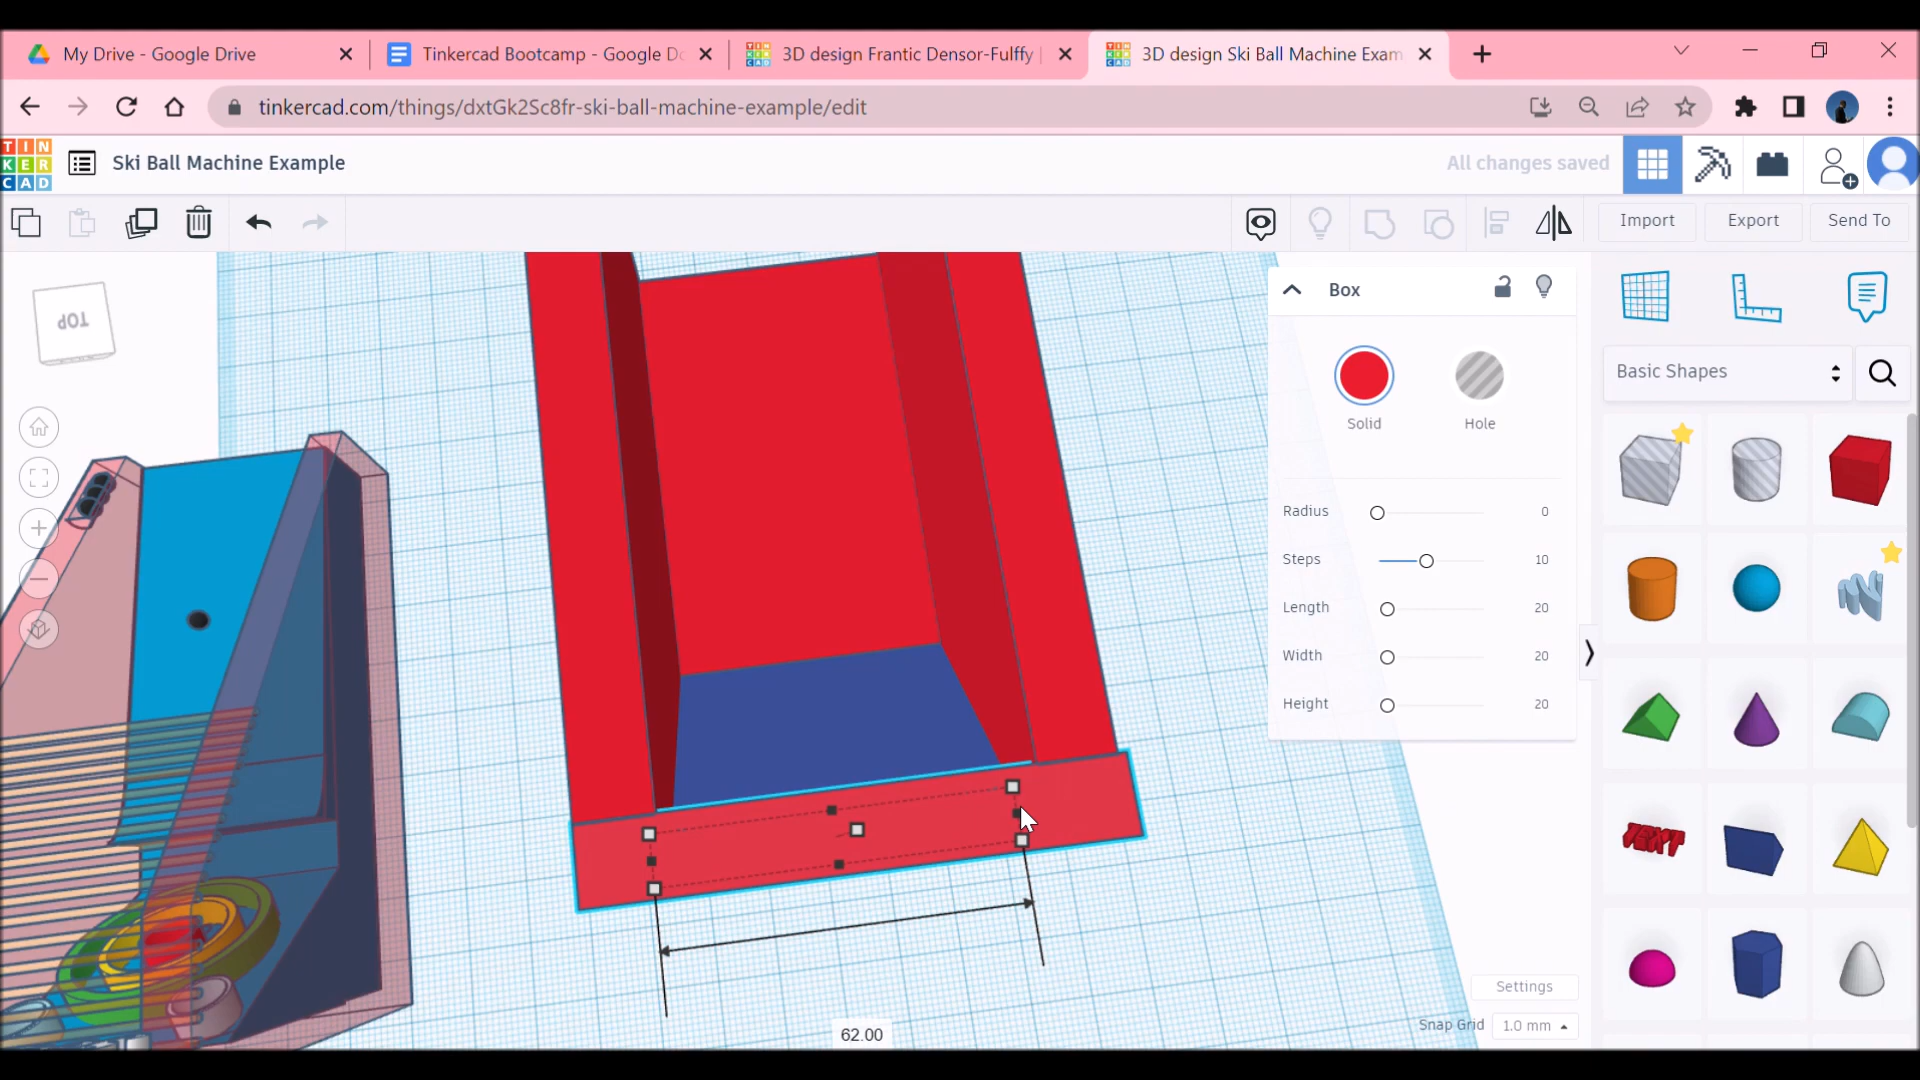 My Drive - Google Drive
Tinkercad Bootcamp - Google Do
3D design Frantic Densor-Fulffy |
3D design Ski Ball Machine Exam
tinkercad.com/things/dxtGk2Sc8fr-ski-ball-machine-example/edit
TIN
KER
CAD
Ski Ball Machine Example
All changes saved
Import
Export
Send To
TOP
Box
Solid
Hole
Radius 0
Steps 10
Length 20
Width 20
Height 20
Basic Shapes
TEXT
Settings
Snap Grid 1.0 mm
62.00